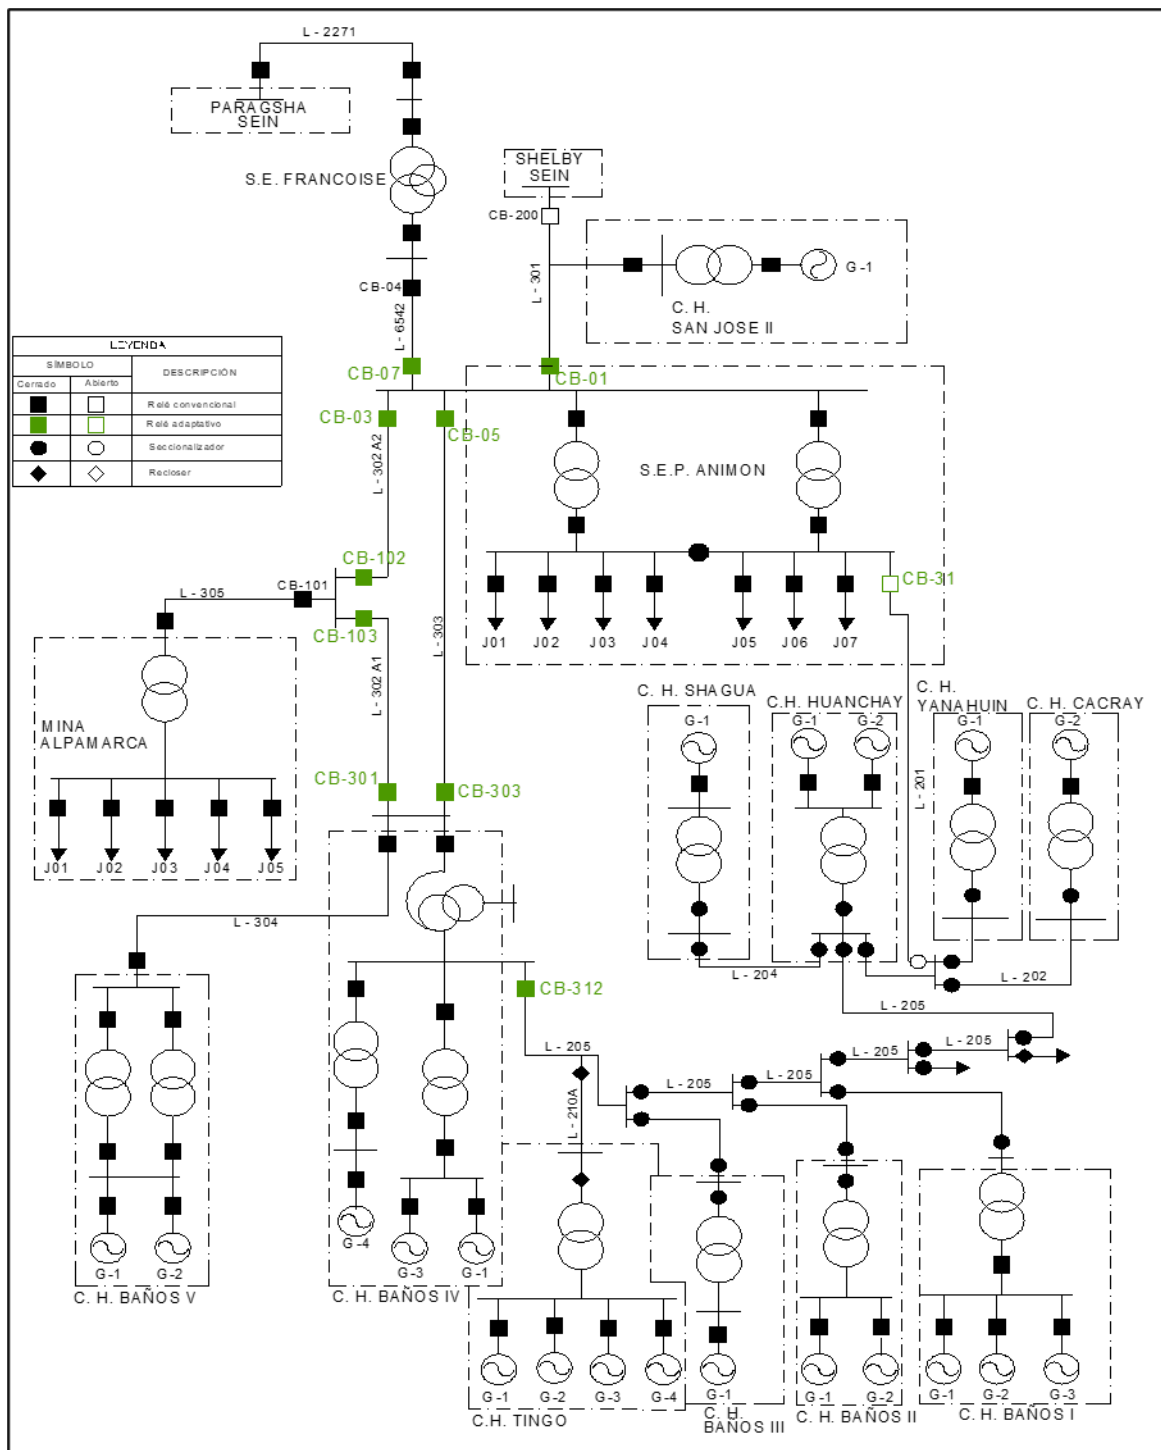 L - 2271
PARAGSHA
SEIN
S.E. FRANCOISE
SHELBY
SEIN
CB-200
G -1
C. H.
SAN JOSE II
L - 301
CB-04
L - 6542
LEYENDA
SÍMBOLO
DESCRIPCIÓN
Cerrado
Abierto
Relé convencional
Relé adaptativo
Seccionalizador
Recloser
CB-07
CB-01
CB-03
CB-05
L -302 A2
S.E.P. ANIMON
CB-102
CB-101
L - 305
CB-103
CB-31
L -303
L -302 A1
J01
J02
J03
J04
J05
J06
J07
MINA
ALPAMARCA
J01
J02
J03
J04
J05
C. H. SHAGUA
G-1
C.H. HUANCHAY
G-1
G-2
C. H.
YANAHUIN
G-1
C. H. CACRAY
G-2
L -201
CB-301
CB-303
L - 304
L - 204
L - 202
L - 205
CB-312
L - 205
L - 205
L - 205
L - 205
L - 205
L -210A
G-1
G-2
C. H. BAÑOS V
G-4
G-3
G-1
C. H. BAÑOS IV
G-1
G-2
G-3
G-4
C.H. TINGO
G-1
C. H.
BAÑOS III
G-1
G-2
C. H. BAÑOS II
G-1
G-2
G-3
C. H. BAÑOS I